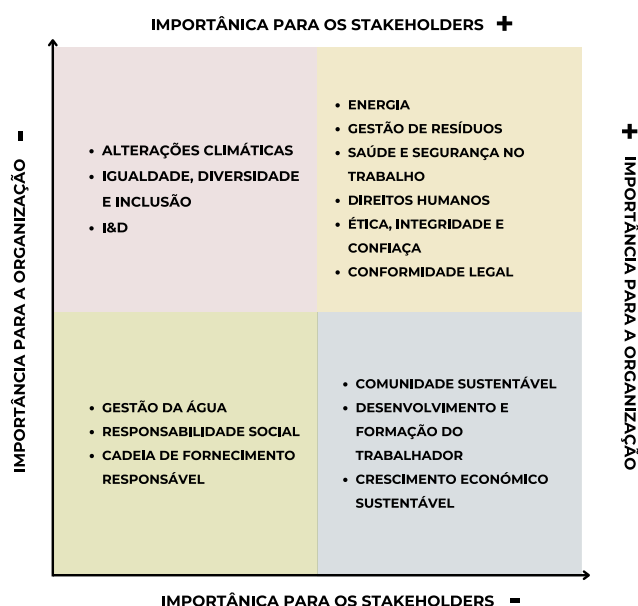 IMPORTÂNICA PARA OS STAKEHOLDERS +
IMPORTÂNCIA PARA A ORGANIZAÇÃO -
• ALTERAÇÕES CLIMÁTICAS
• IGUALDADE, DIVERSIDADE
E INCLUSÃO
• I&D
• ENERGIA
• GESTÃO DE RESÍDUOS
• SAÚDE E SEGURANÇA NO
TRABALHO
• DIREITOS HUMANOS
• ÉTICA, INTEGRIDADE E
CONFIAÇA
• CONFORMIDADE LEGAL
+ IMPORTÂNCIA PARA A ORGANIZAÇÃO
• GESTÃO DA ÁGUA
• RESPONSABILIDADE SOCIAL
• CADEIA DE FORNECIMENTO
RESPONSÁVEL
• COMUNIDADE SUSTENTÁVEL
• DESENVOLVIMENTO E
FORMAÇÃO DO
TRABALHADOR
• CRESCIMENTO ECONÓMICO
SUSTENTÁVEL
IMPORTÂNICA PARA OS STAKEHOLDERS -